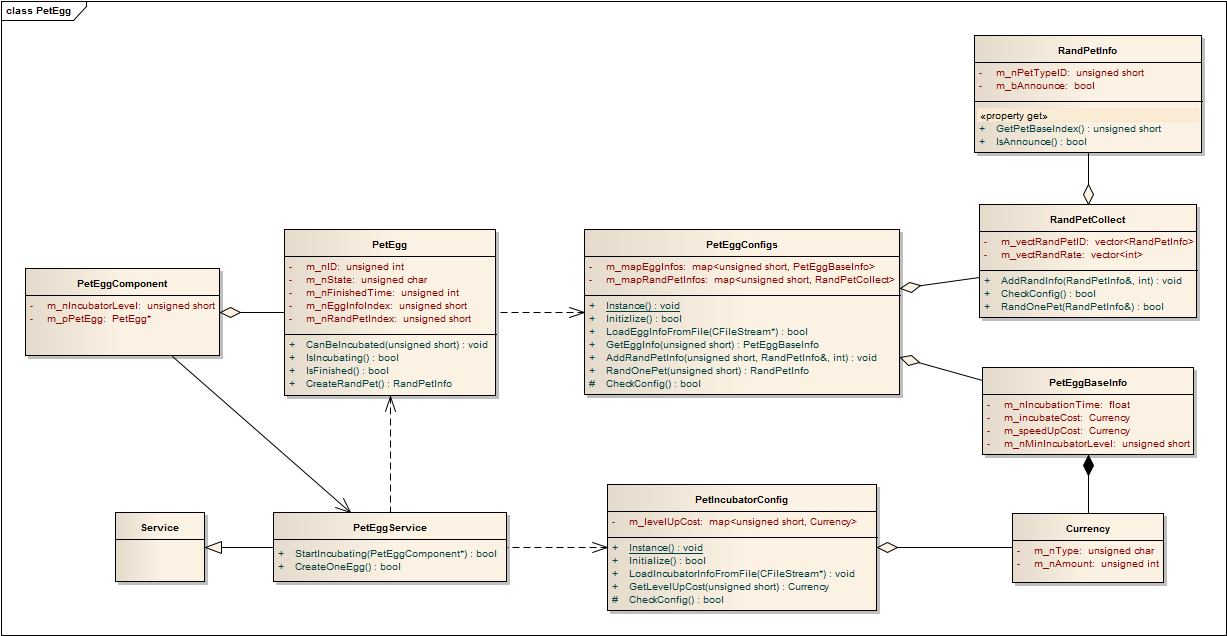 class PetEgg
RandPetInfo
- m_nPetTypeID: unsigned short
- m_bAnnounce: bool
«property get»
+ GetPetBaseIndex() : unsigned short
+ IsAnnounce() : bool
RandPetCollect
- m_vectRandPetID: vector<RandPetInfo>
- m_vectRandRate: vector<int>
+ AddRandInfo(RandPetInfo&, int) : void
+ CheckConfig() : bool
+ RandOnePet(RandPetInfo&) : bool
PetEgg
- m_nID: unsigned int
- m_nState: unsigned char
- m_nFinishedTime: unsigned int
- m_nEggInfoIndex: unsigned short
- m_nRandPetIndex: unsigned short
+ CanBeIncubated(unsigned short) : void
+ IsIncubating() : bool
+ IsFinished() : bool
+ CreateRandPet() : RandPetInfo
PetEggConfigs
- m_mapEggInfos: map<unsigned short, PetEggBaseInfo>
- m_mapRandPetInfos: map<unsigned short, RandPetCollect>
+ Instance() : void
+ Initizlize() : bool
+ LoadEggInfoFromFile(CFileStream*) : bool
+ GetEggInfo(unsigned short) : PetEggBaseInfo
+ AddRandPetInfo(unsigned short, RandPetInfo&, int) : void
+ RandOnePet(unsigned short) : RandPetInfo
# CheckConfig() : bool
PetEggComponent
- m_nIncubatorLevel: unsigned short
- m_pPetEgg: PetEgg*
PetEggBaseInfo
- m_nIncubationTime: float
- m_incubateCost: Currency
- m_speedUpCost: Currency
- m_nMinIncubatorLevel: unsigned short
Service
PetEggService
+ StartIncubating(PetEggComponent*) : bool
+ CreateOneEgg() : bool
PetIncubatorConfig
- m_levelUpCost: map<unsigned short, Currency>
+ Instance() : void
+ Initialize() : bool
+ LoadIncubatorInfoFromFile(CFileStream*) : void
+ GetLevelUpCost(unsigned short) : Currency
# CheckConfig() : bool
Currency
- m_nType: unsigned char
- m_nAmount: unsigned int